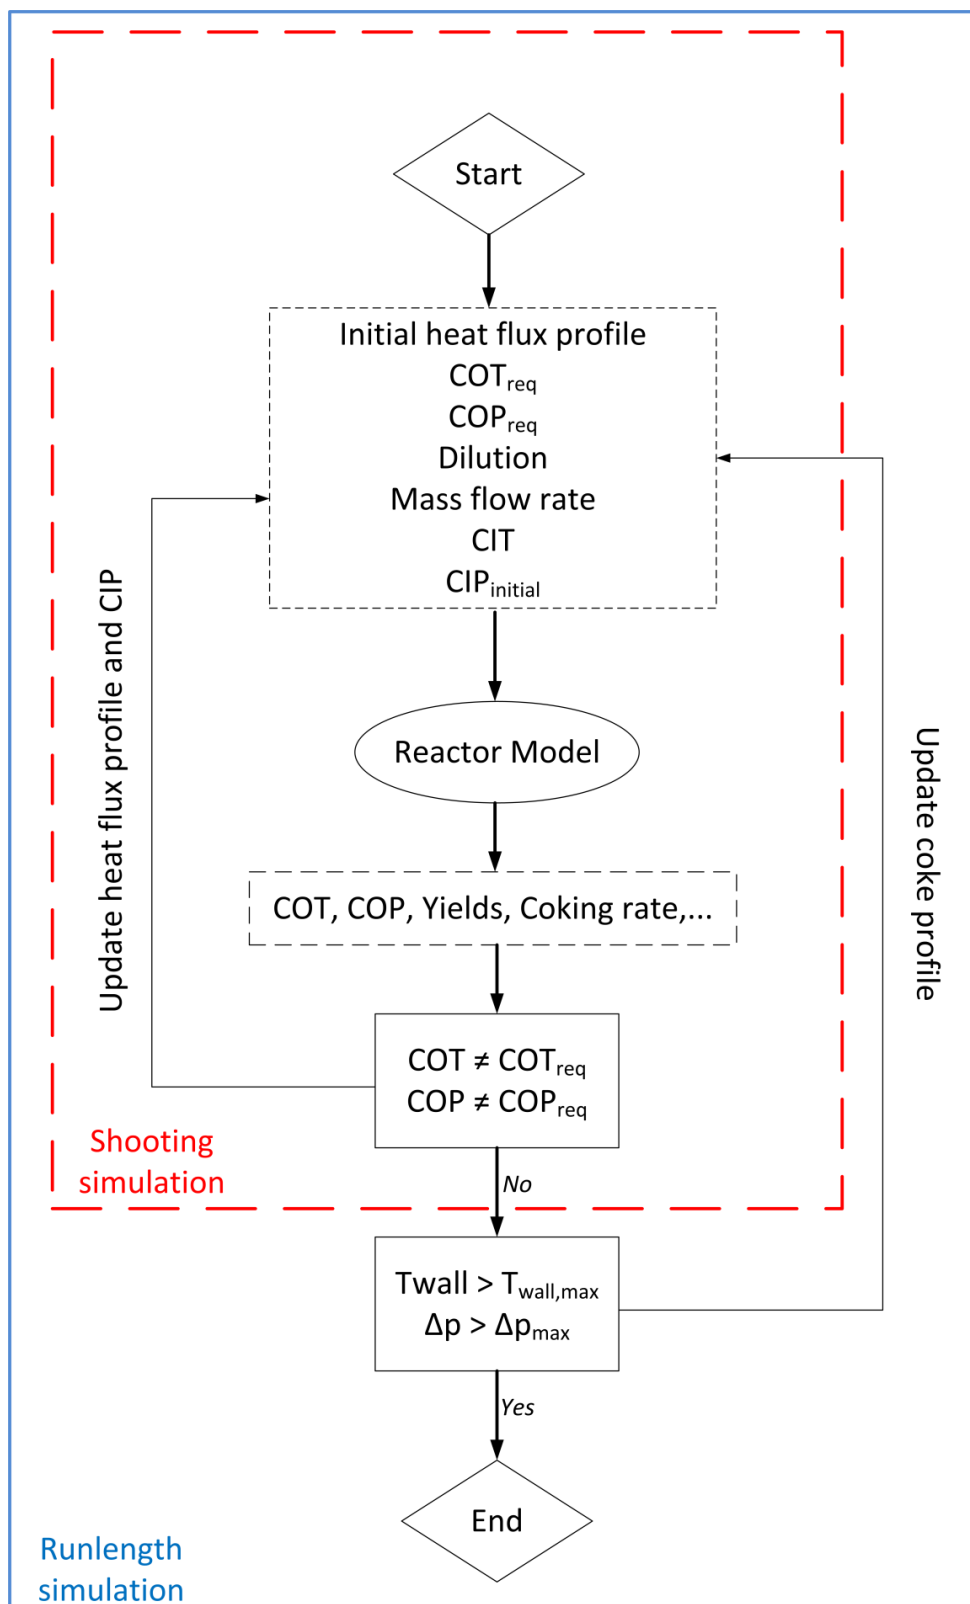 Start
Initial heat flux profile
COTreq
COPreq
Dilution
Mass flow rate
CIT
CIPinitial
Update heat flux profile and CIP
Reactor Model
Update coke profile
COT, COP, Yields, Coking rate,...
COT ≠ COTreq
COP ≠ COPreq
Shooting
simulation
No
Twall > Twall,max
Δp > Δpmax
Yes
End
Runlength
simulation